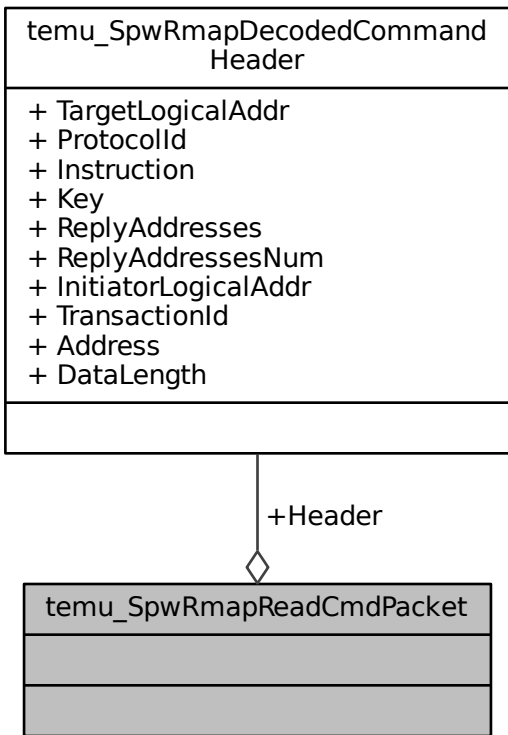 temu_SpwRmapDecodedCommand
Header
+ TargetLogicalAddr
+ ProtocolId
+ Instruction
+ Key
+ ReplyAddresses
+ ReplyAddressesNum
+ InitiatorLogicalAddr
+ TransactionId
+ Address
+ DataLength
+Header
temu_SpwRmapReadCmdPacket